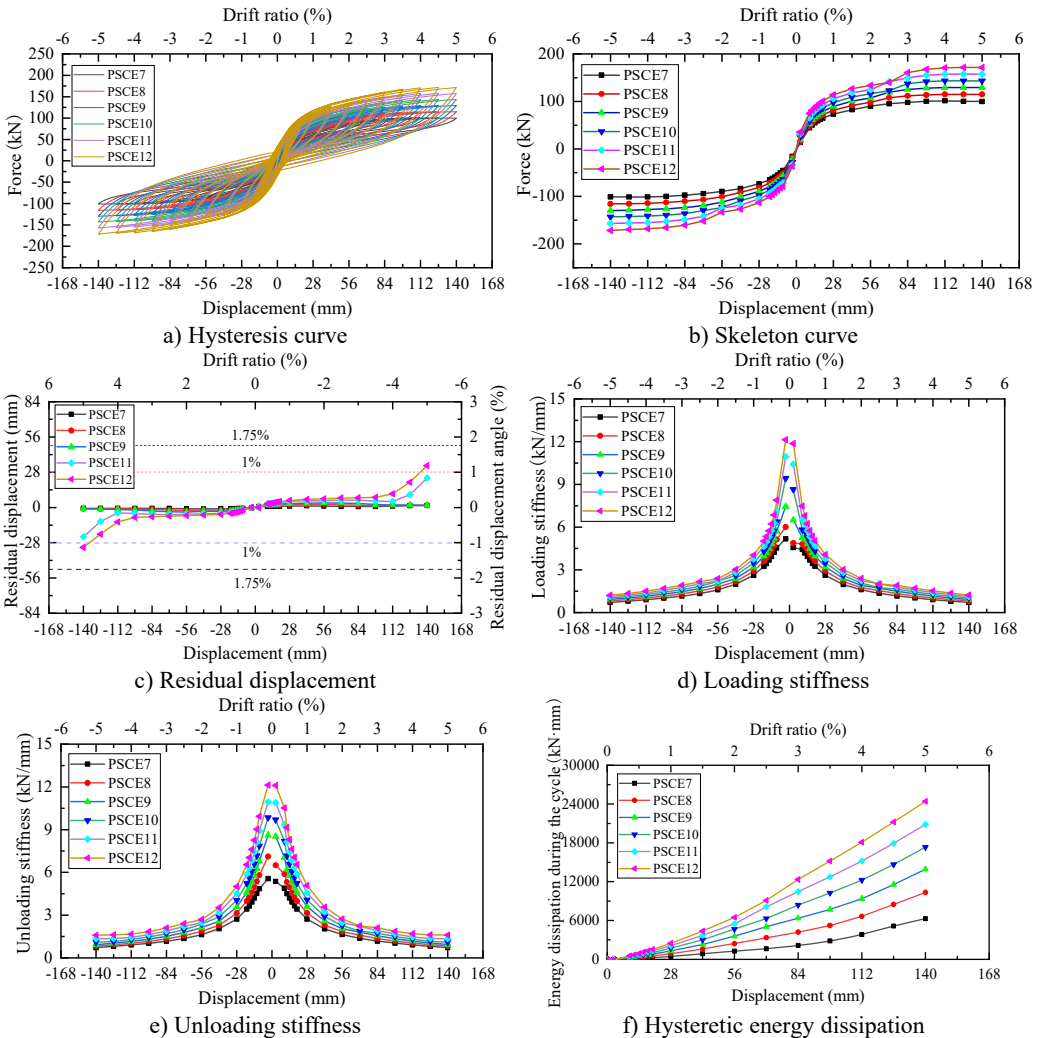 Drift ratio (%)
-6 -5 -4 -3 -2 -1 0 1 2 3 4 5 6
250
200
150
100
50
0
-50
-100
-150
-200
-250
Force (kN)
PSCE7
PSCE8
PSCE9
PSCE10
PSCE11
PSCE12
-168 -140 -112 -84 -56 -28 0 28 56 84 112 140 168
Displacement (mm)
a) Hysteresis curve
Drift ratio (%)
-6 -5 -4 -3 -2 -1 0 1 2 3 4 5 6
200
100
0
-100
-200
Force (kN)
PSCE7
PSCE8
PSCE9
PSCE10
PSCE11
PSCE12
-168 -140 -112 -84 -56 -28 0 28 56 84 112 140 168
Displacement (mm)
b) Skeleton curve
Drift ratio (%)
6 4 2 0 -2 -4 -6
84
56
28
0
-28
-56
-84
Residual displacement (mm)
3
2
1
0
-1
-2
-3
Residual displacement angle (%)
PSCE7
PSCE8
PSCE9
PSCE11
PSCE12
1.75%
1%
1%
1.75%
-168 -140 -112 -84 -56 -28 0 28 56 84 112 140 168
Displacement (mm)
c) Residual displacement
Drift ratio (%)
-6 -5 -4 -3 -2 -1 0 1 2 3 4 5 6
15
12
9
6
3
0
Loading stiffness (kN/mm)
PSCE7
PSCE8
PSCE9
PSCE10
PSCE11
PSCE12
-168 -140 -112 -84 -56 -28 0 28 56 84 112 140 168
Displacement (mm)
d) Loading stiffness
Drift ratio (%)
-6 -5 -4 -3 -2 -1 0 1 2 3 4 5 6
15
12
9
6
3
0
Unloading stiffness (kN/mm)
PSCE7
PSCE8
PSCE9
PSCE10
PSCE11
PSCE12
-168 -140 -112 -84 -56 -28 0 28 56 84 112 140 168
Displacement (mm)
e) Unloading stiffness
Drift ratio (%)
0 1 2 3 4 5 6
30000
24000
18000
12000
6000
0
Energy dissipation during the cycle (kN·mm)
PSCE7
PSCE8
PSCE9
PSCE10
PSCE11
PSCE12
0 28 56 84 112 140 168
Displacement (mm)
f) Hysteretic energy dissipation